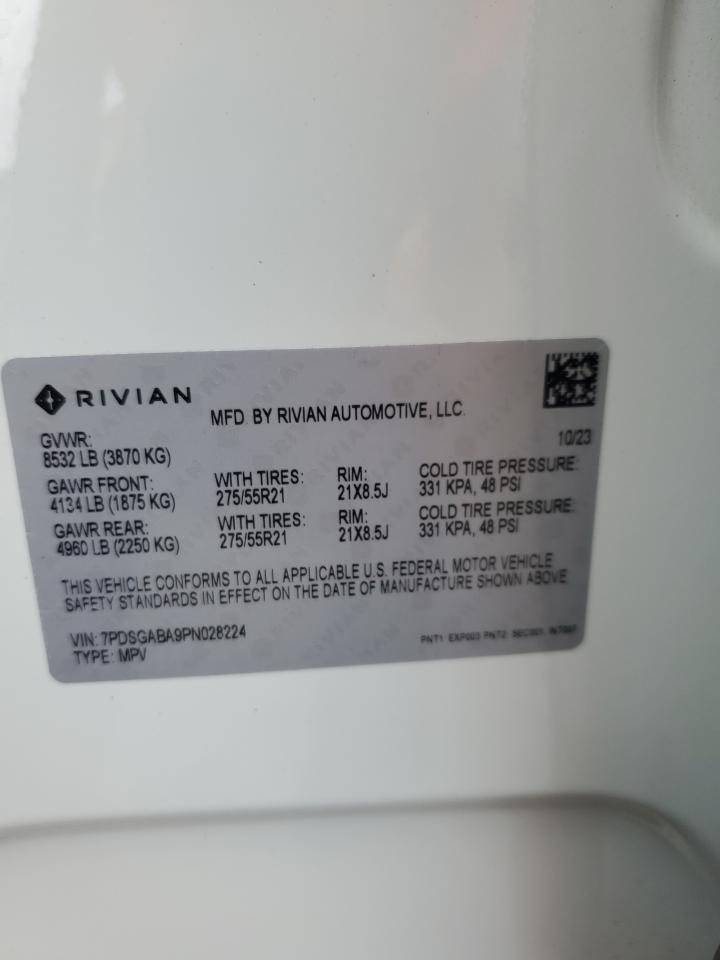 RIVIAN
MFD. BY RIVIAN AUTOMOTIVE, LLC.
10/23
GVWR:
8532 LB (3870 KG)
GAWR FRONT: WITH TIRES: RIM: COLD TIRE PRESSURE:
4134 LB (1875 KG) 275/55R21 21X8.5J 331 KPA, 48 PSI
GAWR REAR: WITH TIRES: RIM: COLD TIRE PRESSURE:
4960 LB (2250 KG) 275/55R21 21X8.5J 331 KPA, 48 PSI
THIS VEHICLE CONFORMS TO ALL APPLICABLE U.S. FEDERAL MOTOR VEHICLE
SAFETY STANDARDS IN EFFECT ON THE DATE OF MANUFACTURE SHOWN ABOVE
VIN: 7PDSGABA9PN028224
TYPE: MPV
PNT1: EXP003 PNT2: